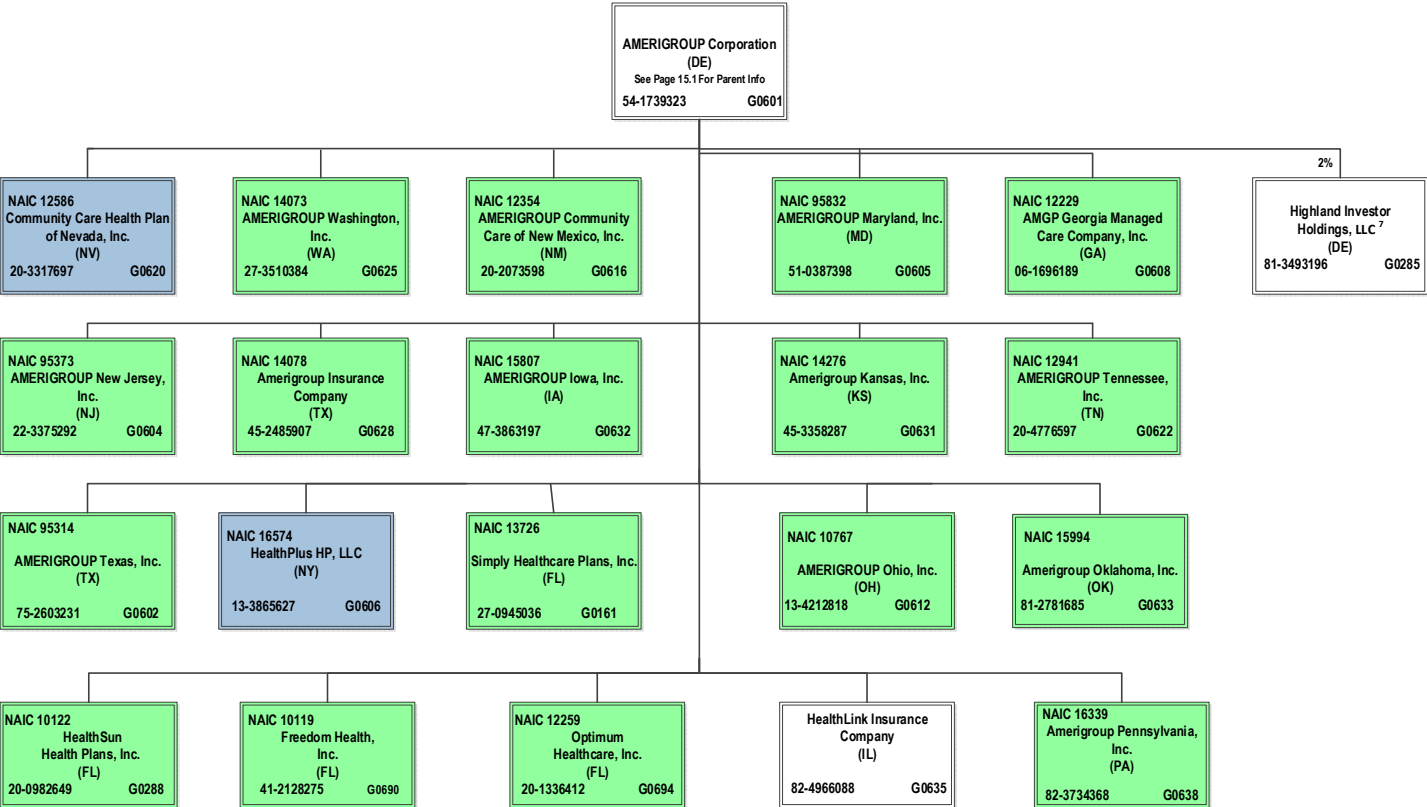 AMERIGROUP Corporation
(DE)
See Page 15.1 For Parent Info
54-1739323 G0601
2%
NAIC 12586
Community Care Health Plan
of Nevada, Inc.
(NV)
20-3317697 G0620
NAIC 14073
AMERIGROUP Washington,
Inc.
(WA)
27-3510384 G0625
NAIC 12354
AMERIGROUP Community
Care of New Mexico, Inc.
(NM)
20-2073598 G0616
NAIC 95832
AMERIGROUP Maryland, Inc.
(MD)
51-0387398 G0605
NAIC 12229
AMGP Georgia Managed
Care Company, Inc.
(GA)
06-1696189 G0608
Highland Investor
Holdings, LLC 7
(DE)
81-3493196 G0285
NAIC 95373
AMERIGROUP New Jersey,
Inc.
(NJ)
22-3375292 G0604
NAIC 14078
Amerigroup Insurance
Company
(TX)
45-2485907 G0628
NAIC 15807
AMERIGROUP Iowa, Inc.
(IA)
47-3863197 G0632
NAIC 14276
Amerigroup Kansas, Inc.
(KS)
45-3358287 G0631
NAIC 12941
AMERIGROUP Tennessee,
Inc.
(TN)
20-4776597 G0622
NAIC 95314
AMERIGROUP Texas, Inc.
(TX)
75-2603231 G0602
NAIC 16574
HealthPlus HP, LLC
(NY)
13-3865627 G0606
NAIC 13726
Simply Healthcare Plans, Inc.
(FL)
27-0945036 G0161
NAIC 10767
AMERIGROUP Ohio, Inc.
(OH)
13-4212818 G0612
NAIC 15994
Amerigroup Oklahoma, Inc.
(OK)
81-2781685 G0633
NAIC 10122
HealthSun
Health Plans, Inc.
(FL)
20-0982649 G0288
NAIC 10119
Freedom Health,
Inc.
(FL)
41-2128275 G0690
NAIC 12259
Optimum
Healthcare, Inc.
(FL)
20-1336412 G0694
HealthLink Insurance
Company
(IL)
82-4966088 G0635
NAIC 16339
Amerigroup Pennsylvania,
Inc.
(PA)
82-3734368 G0638